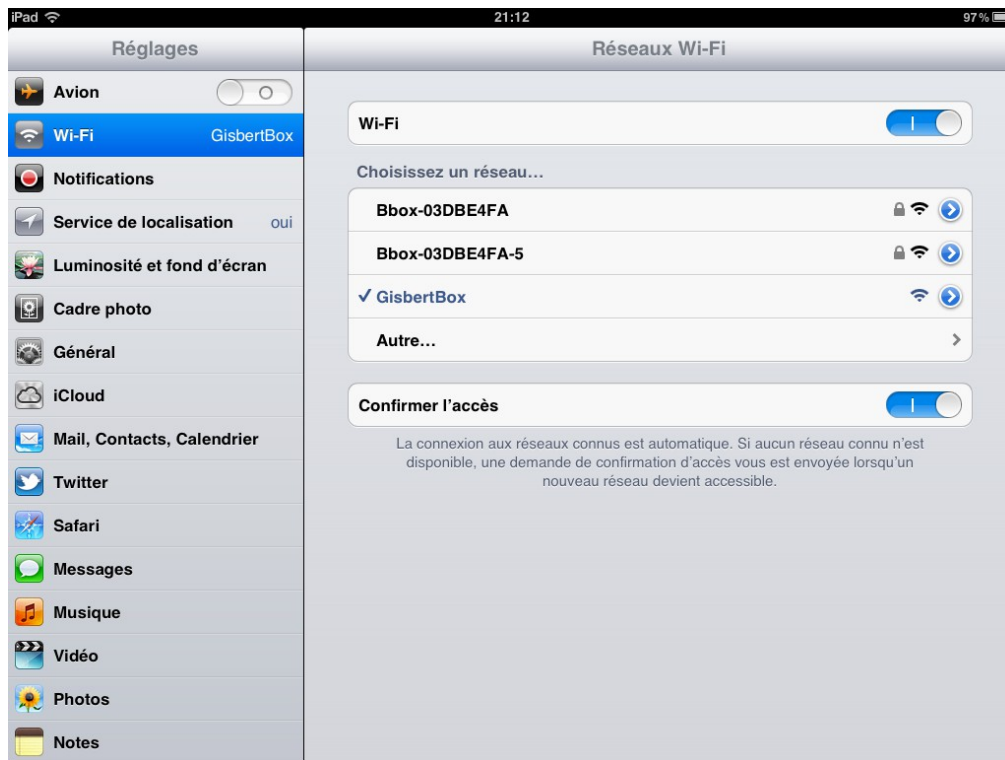 iPad 21:12 97 %
Réglages
Avion
Wi-Fi GisbertBox
Notifications
Service de localisation oui
Luminosité et fond d’écran
Cadre photo
Général
iCloud
Mail, Contacts, Calendrier
Twitter
Safari
Messages
Musique
Vidéo
Photos
Notes
Réseaux Wi-Fi
Wi-Fi
Choisissez un réseau…
Bbox-03DBE4FA
Bbox-03DBE4FA-5
✓ GisbertBox
Autre…
Confirmer l’accès
La connexion aux réseaux connus est automatique. Si aucun réseau connu n’est
disponible, une demande de confirmation d’accès vous est envoyée lorsqu’un
nouveau réseau devient accessible.